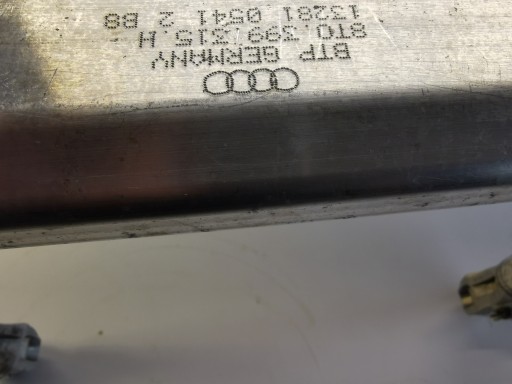 BTP GERMANY
8T0 399 315 H
13281 0541 2 B8